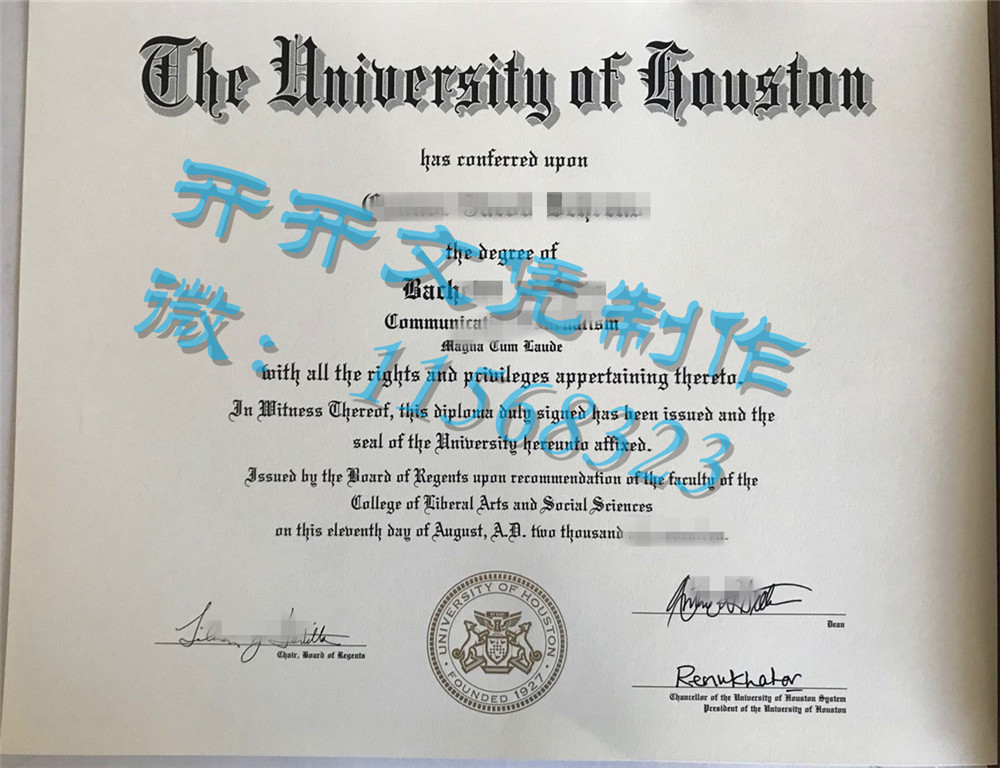 The University of Houston
has conferred upon
the degree of
Magna Cum Laude
with all the rights and privileges appertaining thereto.
In Witness Thereof, this diploma duly signed has been issued and the
seal of the University hereunto affixed.
Issued by the Board of Regents upon recommendation of the faculty of the
College of Liberal Arts and Social Sciences
on this eleventh day of August, A.D. two thousand
开开文凭制作
微：11568323
UNIVERSITY OF HOUSTON
FOUNDED 1927
Chair, Board of Regents
Dean
Renu Khator
Chancellor of the University of Houston System
President of the University of Houston